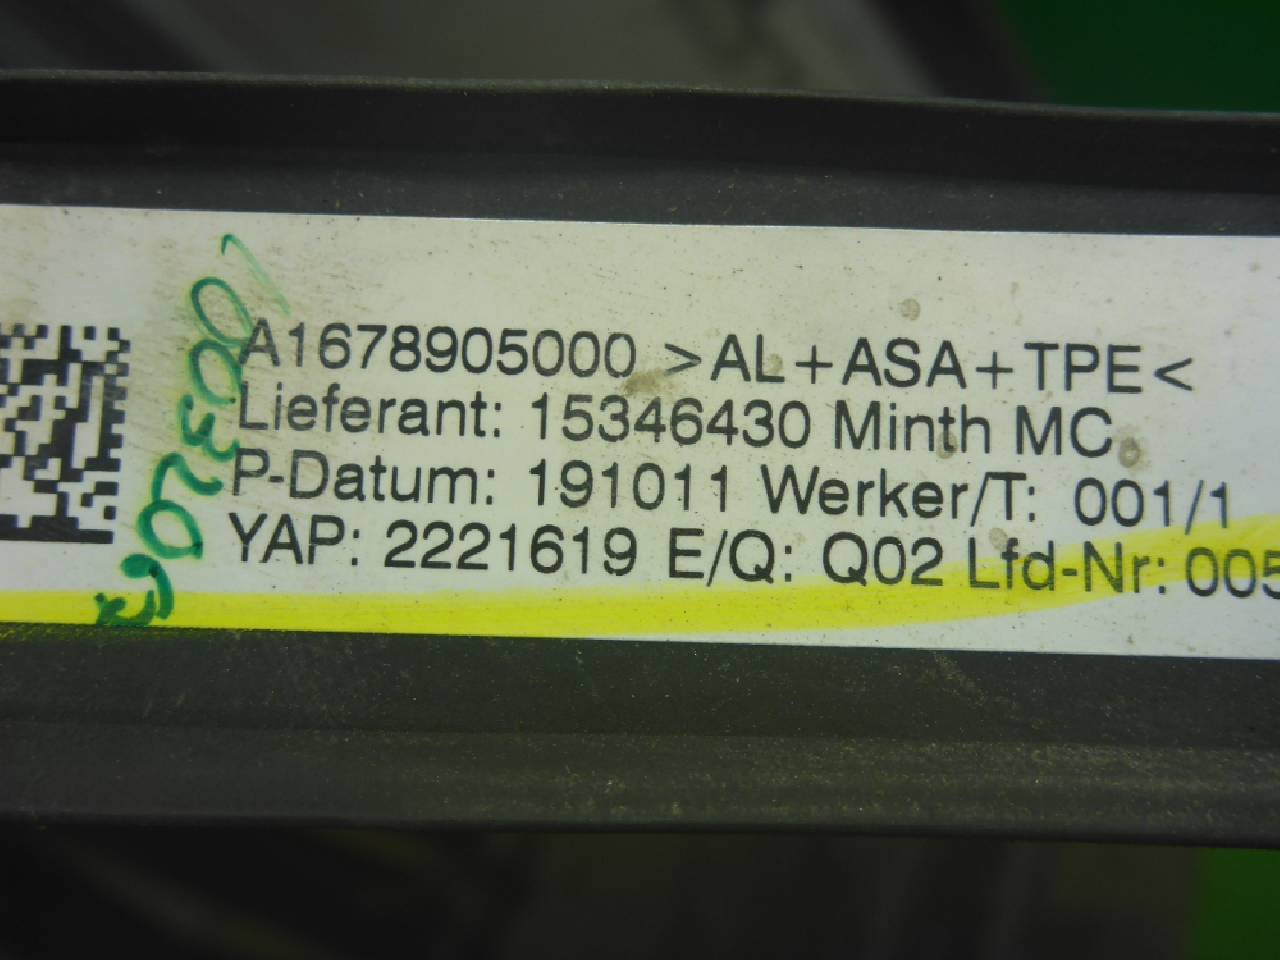 A1678905000 >AL+ASA+TPE<
Lieferant: 15346430 Minth MC
P-Datum: 191011 Werker/T: 001/1
YAP: 2221619 E/Q: Q02 Lfd-Nr: 005